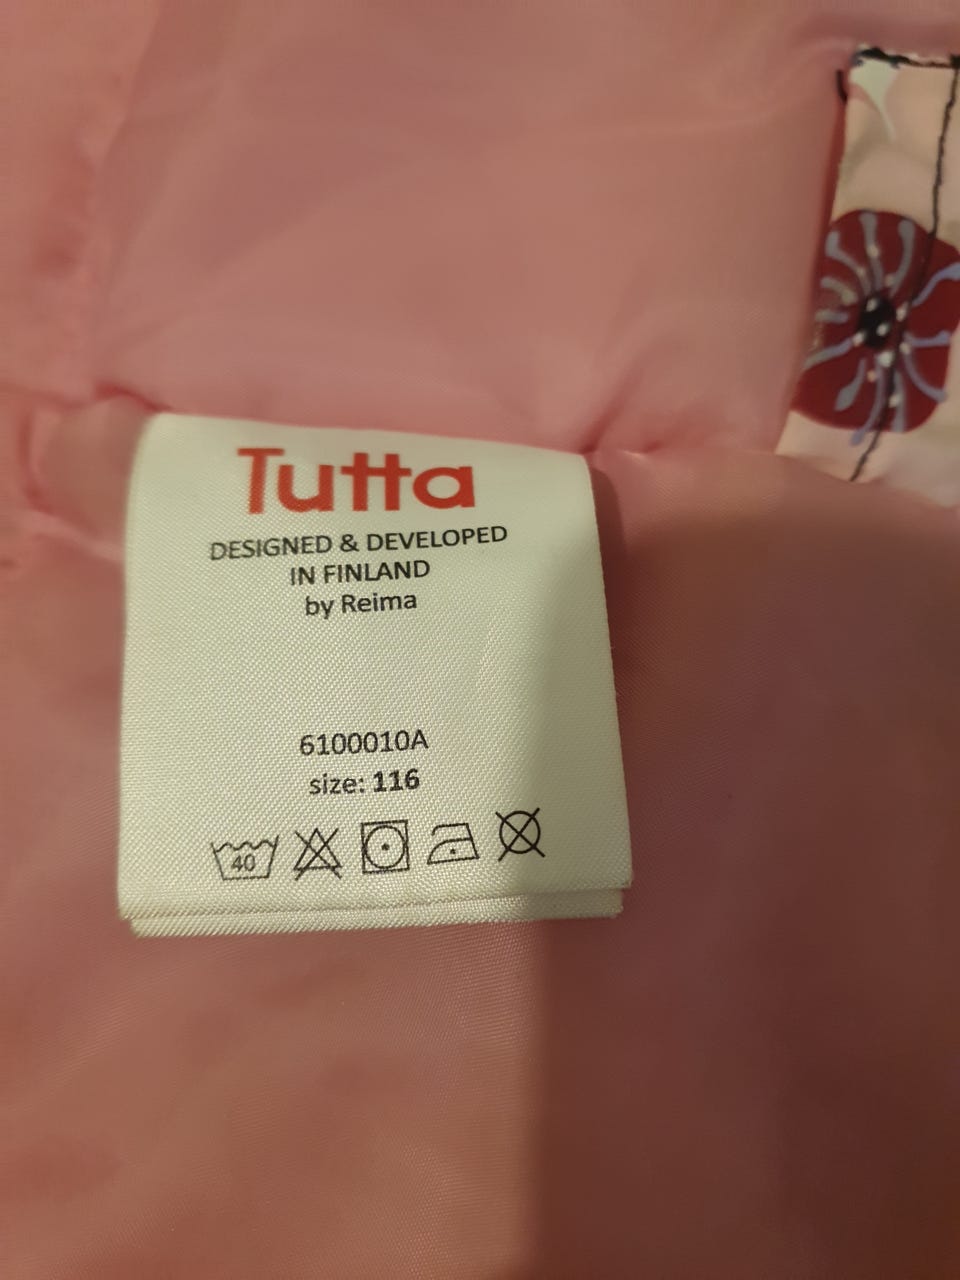 Tutta
DESIGNED & DEVELOPED
IN FINLAND
by Reima
6100010A
size: 116
40